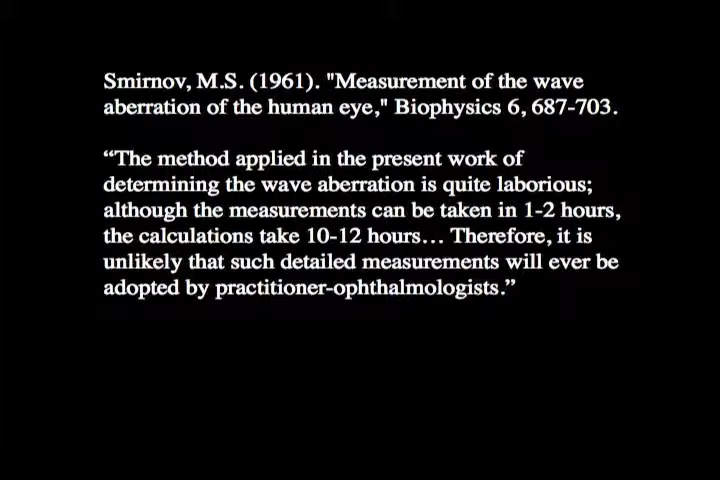 Smirnov, M.S. (1961). "Measurement of the wave
aberration of the human eye," Biophysics 6, 687-703.
“The method applied in the present work of
determining the wave aberration is quite laborious;
although the measurements can be taken in 1-2 hours,
the calculations take 10-12 hours… Therefore, it is
unlikely that such detailed measurements will ever be
adopted by practitioner-ophthalmologists.”